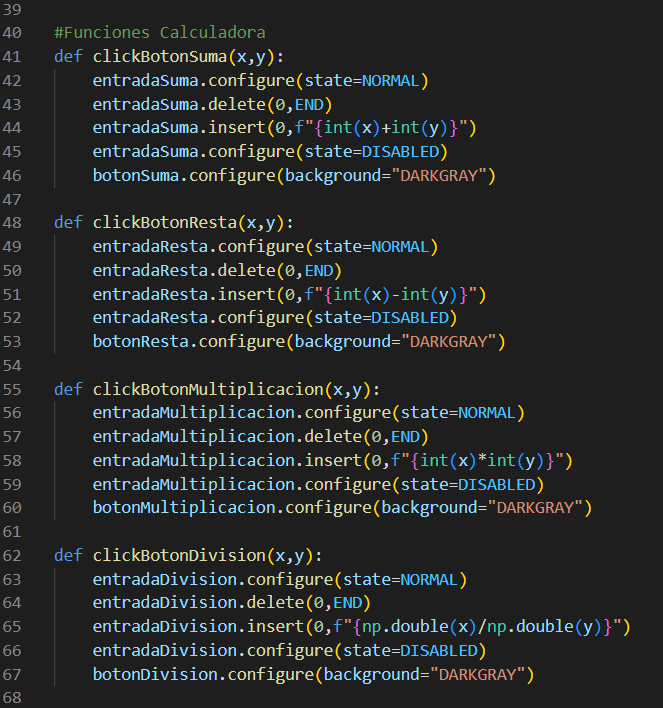 39
40 #Funciones Calculadora
41 def clickBotonSuma(x,y):
42     entradaSuma.configure(state=NORMAL)
43     entradaSuma.delete(0,END)
44     entradaSuma.insert(0,f"{int(x)+int(y)}")
45     entradaSuma.configure(state=DISABLED)
46     botonSuma.configure(background="DARKGRAY")
47
48 def clickBotonResta(x,y):
49     entradaResta.configure(state=NORMAL)
50     entradaResta.delete(0,END)
51     entradaResta.insert(0,f"{int(x)-int(y)}")
52     entradaResta.configure(state=DISABLED)
53     botonResta.configure(background="DARKGRAY")
54
55 def clickBotonMultiplicacion(x,y):
56     entradaMultiplicacion.configure(state=NORMAL)
57     entradaMultiplicacion.delete(0,END)
58     entradaMultiplicacion.insert(0,f"{int(x)*int(y)}")
59     entradaMultiplicacion.configure(state=DISABLED)
60     botonMultiplicacion.configure(background="DARKGRAY")
61
62 def clickBotonDivision(x,y):
63     entradaDivision.configure(state=NORMAL)
64     entradaDivision.delete(0,END)
65     entradaDivision.insert(0,f"{np.double(x)/np.double(y)}")
66     entradaDivision.configure(state=DISABLED)
67     botonDivision.configure(background="DARKGRAY")
68